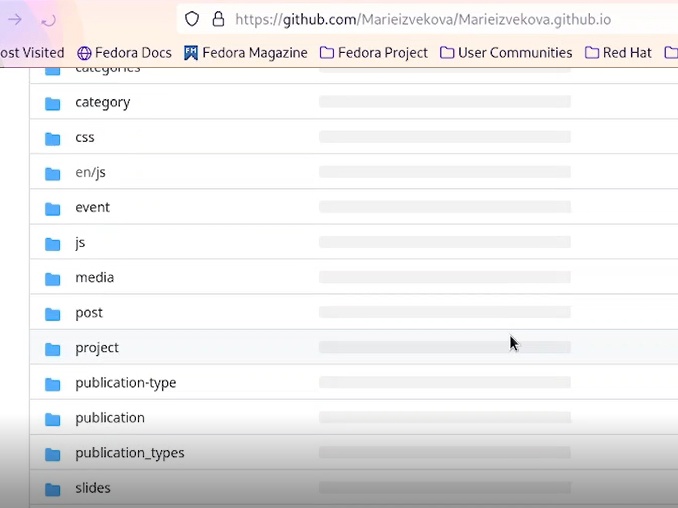 https://github.com/Marieizvekova/Marieizvekova.github.io
ost Visited Fedora Docs Fedora Magazine Fedora Project User Communities Red Hat
categories
category
css
en/js
event
js
media
post
project
publication-type
publication
publication_types
slides